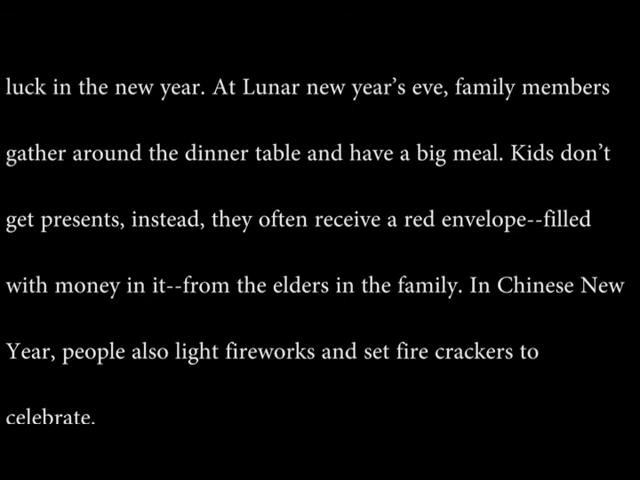 luck in the new year. At Lunar new year’s eve, family members
gather around the dinner table and have a big meal. Kids don’t
get presents, instead, they often receive a red envelope--filled
with money in it--from the elders in the family. In Chinese New
Year, people also light fireworks and set fire crackers to
celebrate.